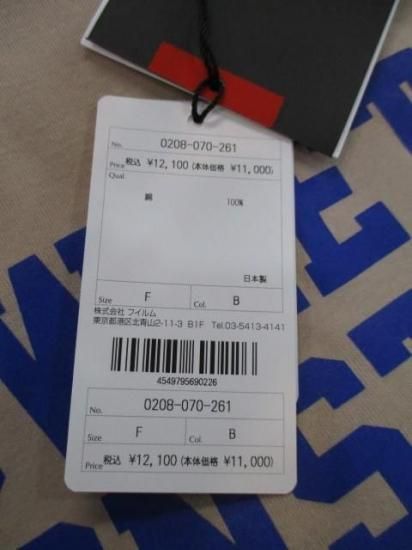 No. 0208-070-261
Price 税込 ¥12,100 (本体価格 ¥11,000)
Qual
綿 100%
日本製
Size F Col. B
株式会社 フイルム
東京都港区北青山2-11-3 B1F Tel.03-5413-4141
4549795690226
No. 0208-070-261
Size F Col. B
Price 税込 ¥12,100 (本体価格 ¥11,000)